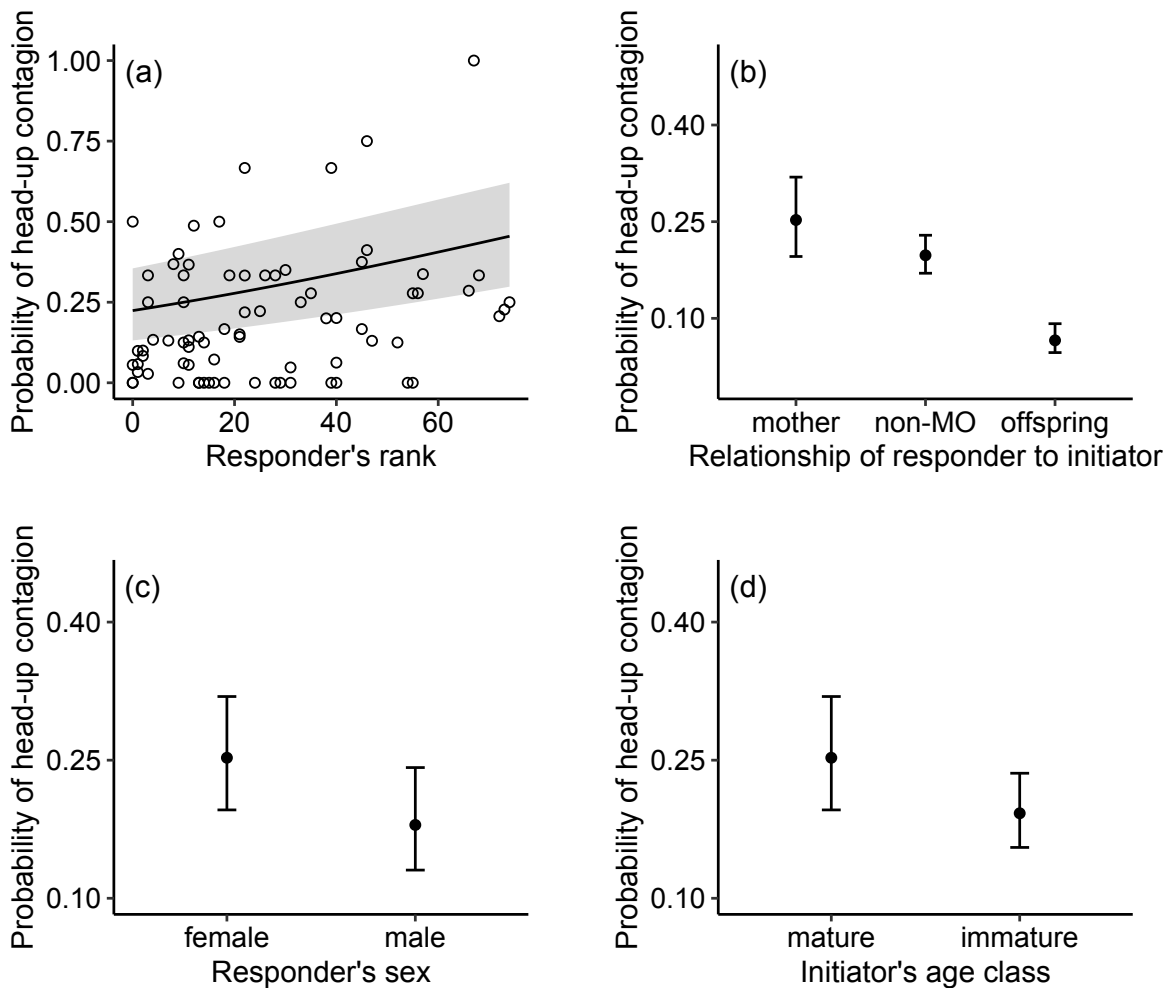 (a)
Probability of head-up contagion
1.00
0.75
0.50
0.25
0.00
0 20 40 60
Responder's rank
(b)
Probability of head-up contagion
0.40
0.25
0.10
mother non-MO offspring
Relationship of responder to initiator
(c)
Probability of head-up contagion
0.40
0.25
0.10
female male
Responder's sex
(d)
Probability of head-up contagion
0.40
0.25
0.10
mature immature
Initiator's age class